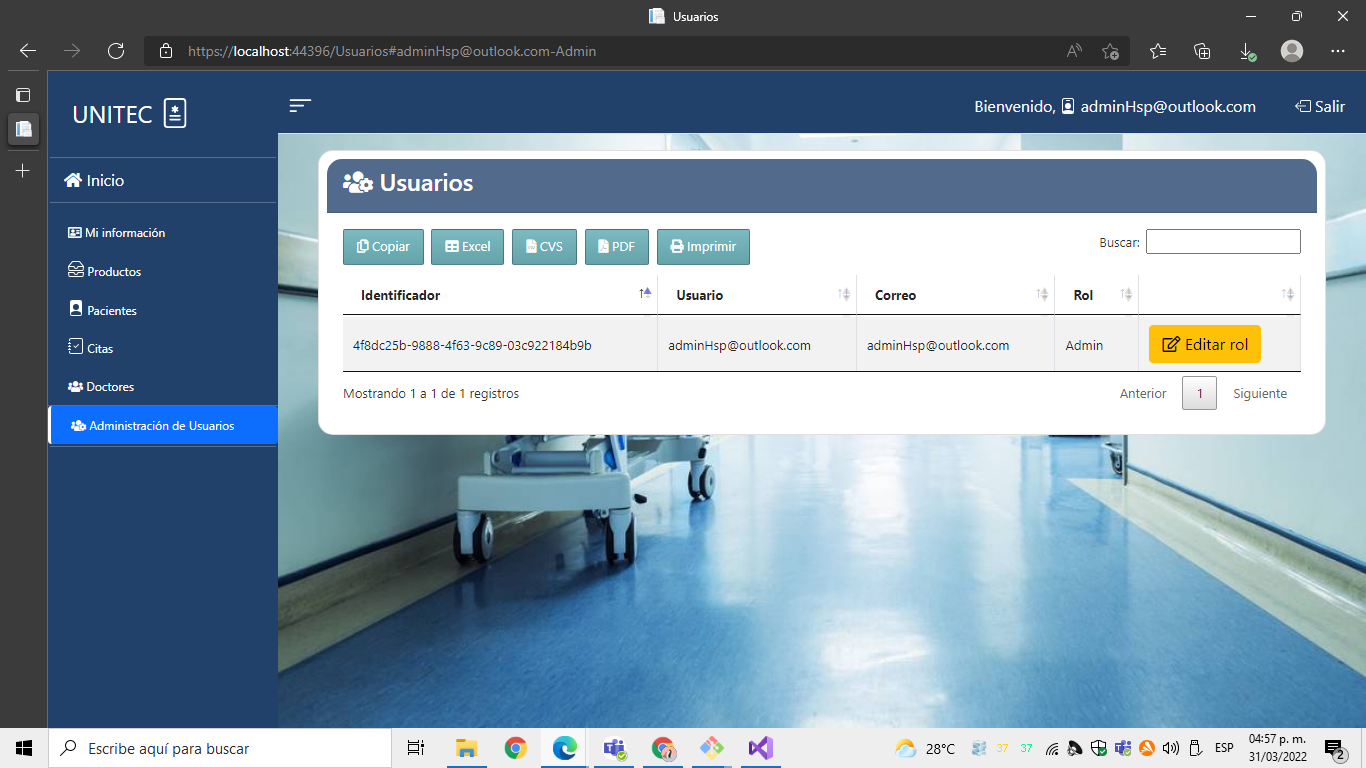 Usuarios
https://localhost:44396/Usuarios#adminHsp@outlook.com-Admin
UNITEC
Bienvenido, adminHsp@outlook.com
Salir
Inicio
Mi información
Productos
Pacientes
Citas
Doctores
Administración de Usuarios
Usuarios
Copiar
Excel
CVS
PDF
Imprimir
Buscar:
Identificador Usuario Correo Rol
4f8dc25b-9888-4f63-9c89-03c922184b9b adminHsp@outlook.com adminHsp@outlook.com Admin Editar rol
Mostrando 1 a 1 de 1 registros
Anterior 1 Siguiente
Escribe aquí para buscar
28°C
37
37
ESP
04:57 p. m.
31/03/2022
2